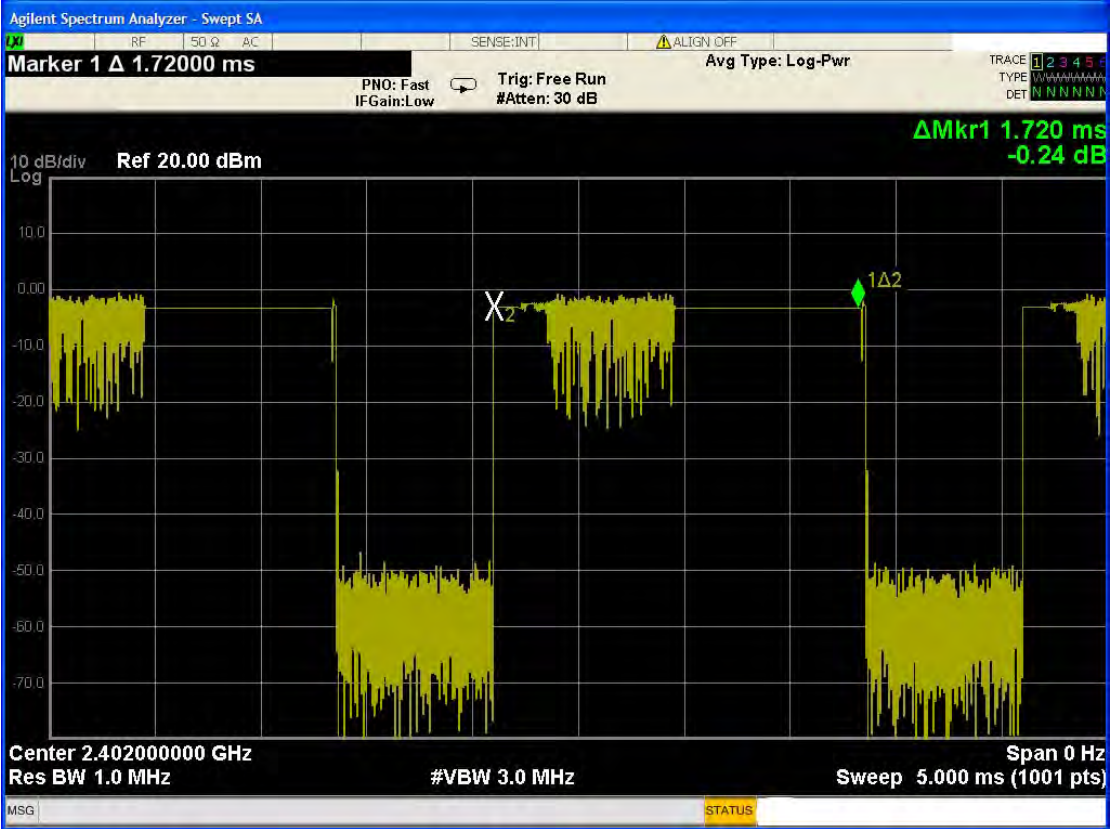 Agilent Spectrum Analyzer - Swept SA
LXI RF 50 Ω AC SENSE:INT ALIGN OFF
Marker 1 Δ 1.72000 ms
Avg Type: Log-Pwr
PNO: Fast
IFGain:Low
Trig: Free Run
#Atten: 30 dB
TRACE 1 2 3 4 5 6
TYPE
DET N N N N N N
ΔMkr1 1.720 ms
-0.24 dB
10 dB/div Ref 20.00 dBm
Log
10.0
0.00
-10.0
-20.0
-30.0
-40.0
-50.0
-60.0
-70.0
X2
1Δ2
Center 2.402000000 GHz
Span 0 Hz
Res BW 1.0 MHz
#VBW 3.0 MHz
Sweep 5.000 ms (1001 pts)
MSG
STATUS